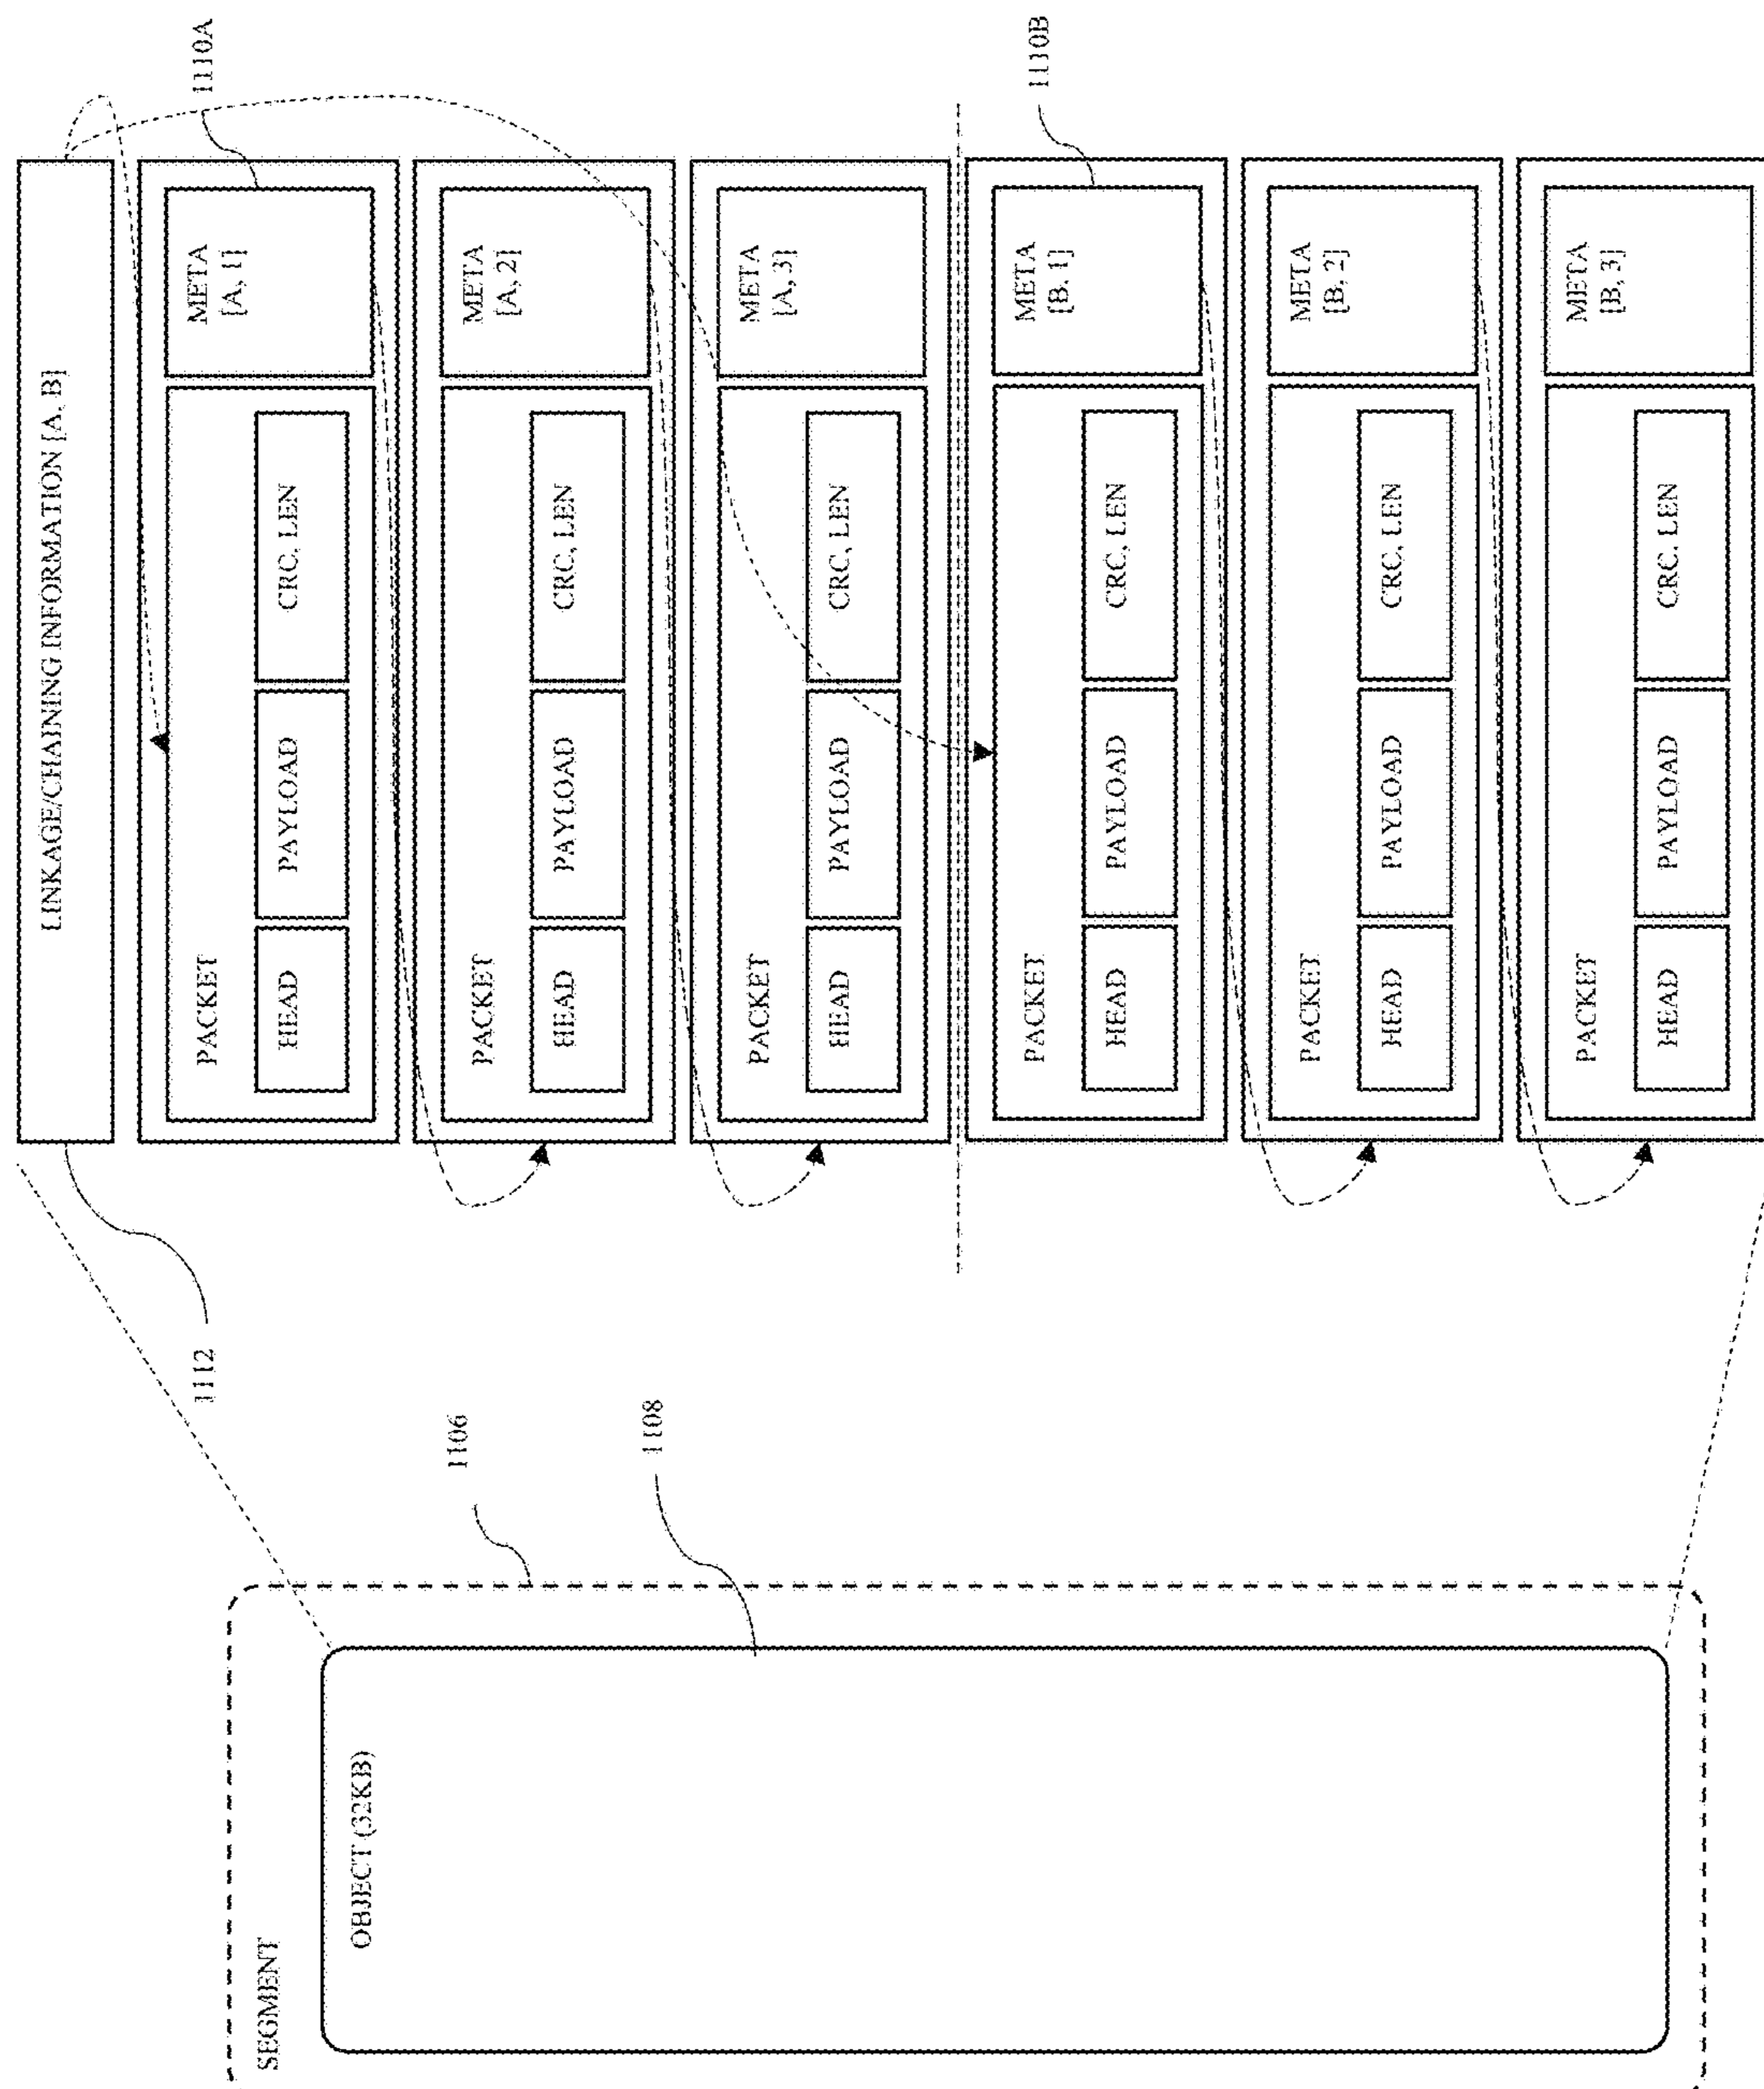 SEGMENT
OBJECT (32KB)
1106
1108
1112
LINKAGE/CHAINING INFORMATION [A, B]
PACKET
HEAD
PAYLOAD
CRC, LEN
META
[A, 1]
1110A
PACKET
HEAD
PAYLOAD
CRC, LEN
META
[A, 2]
PACKET
HEAD
PAYLOAD
CRC, LEN
META
[A, 3]
PACKET
HEAD
PAYLOAD
CRC, LEN
META
[B, 1]
1110B
PACKET
HEAD
PAYLOAD
CRC, LEN
META
[B, 2]
PACKET
HEAD
PAYLOAD
CRC, LEN
META
[B, 3]